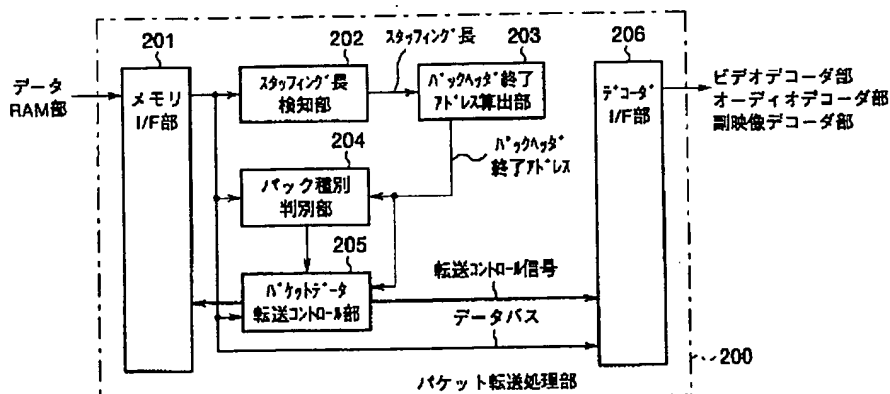 201
202
スタッフィング長
203
206
データ
RAM部
メモリ
I/F部
スタッフィング長
検知部
パックヘッダ終了
アドレス算出部
デコーダ
I/F部
ビデオデコーダ部
オーディオデコーダ部
副映像デコーダ部
204
パックヘッダ
終了アドレス
パック種別
判別部
205
パケットデータ
転送コントロール部
転送コントロール信号
データバス
200
パケット転送処理部